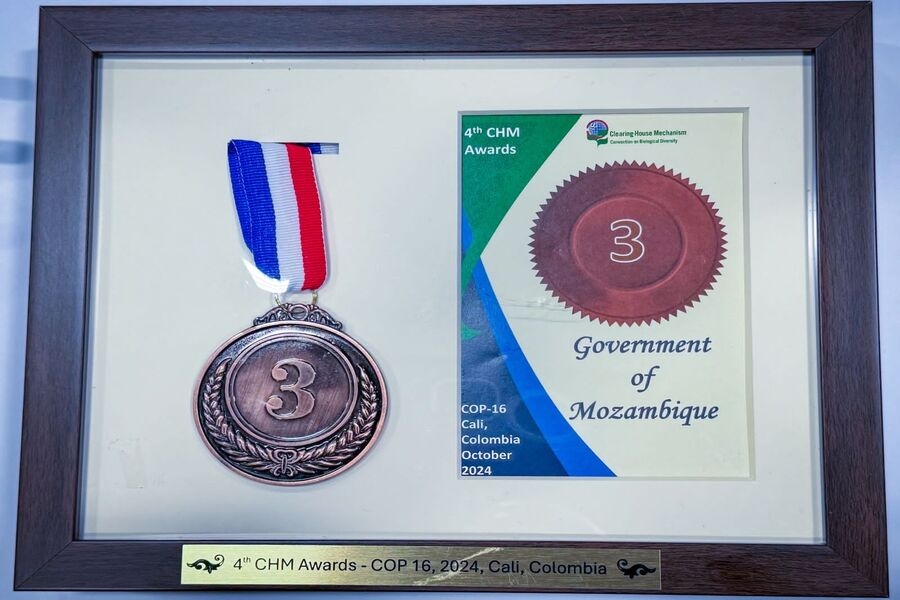 3
4th CHM
Awards
Clearing-House Mechanism
Convention on Biological Diversity
3
Government
of
Mozambique
COP-16
Cali,
Colombia
October
2024
4th CHM Awards - COP 16, 2024, Cali, Colombia